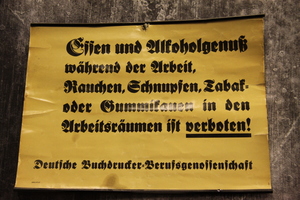 Essen und Alkoholgenuß
während der Arbeit,
Rauchen, Schnupfen, Tabak-
oder Gummikauen in den
Arbeitsräumen ist verboten!
Deutsche Buchdrucker-Berufsgenossenschaft